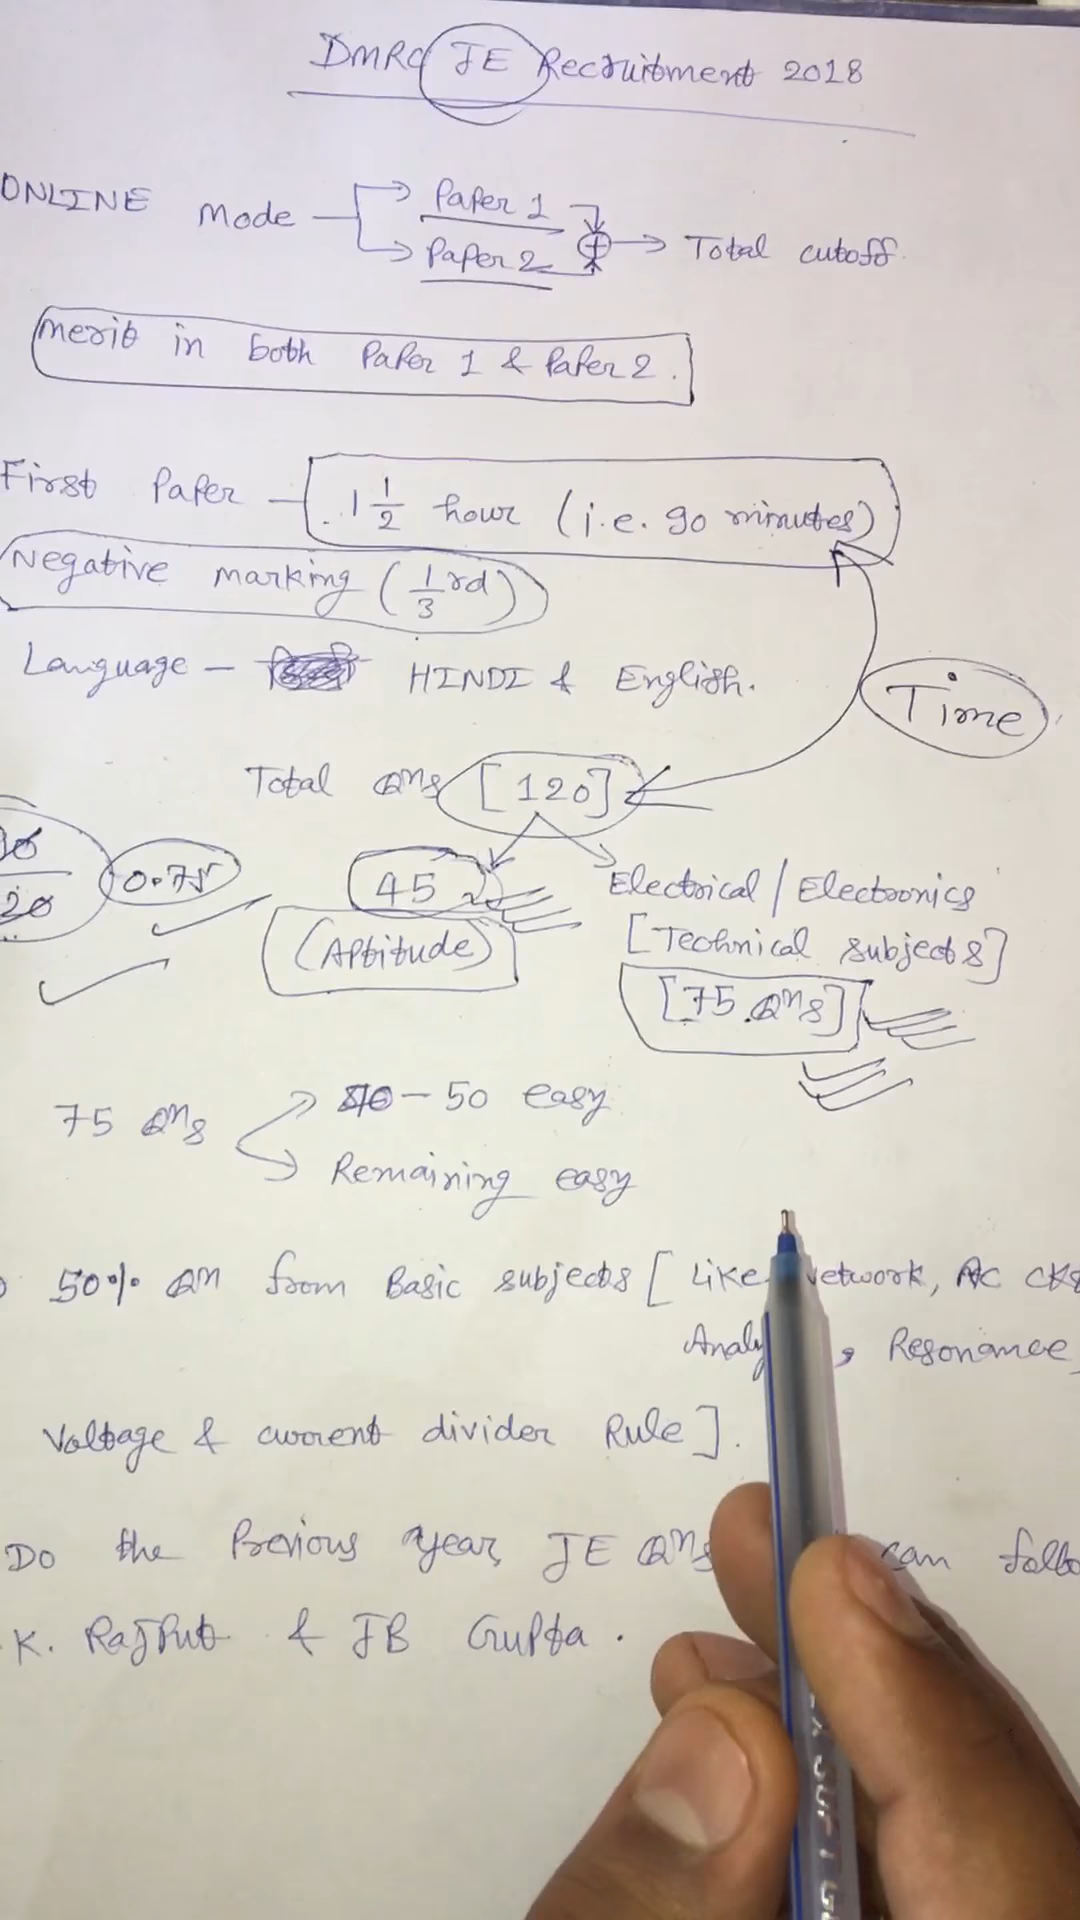 DMRC JE Recruitment 2018
ONLINE mode
Paper 1
Paper 2
+
Total cutoff
merit in both Paper 1 & Paper 2.
First Paper - 1 1/2 hour (i.e. 90 minutes)
Negative marking (1/3rd)
Language - HINDI & English.
Time
Total Qns [120]
20
0.75
45
(Aptitude)
Electrical / Electronics
[Technical subjects]
[75 Qns]
75 Qns
40 - 50 easy
Remaining easy
50% Qn from Basic subjects [Like Network, AC Cks
Resonance,
Voltage & current divider Rule].
Do the Previous year JE Qns can
K. Rajput & JB Gupta.